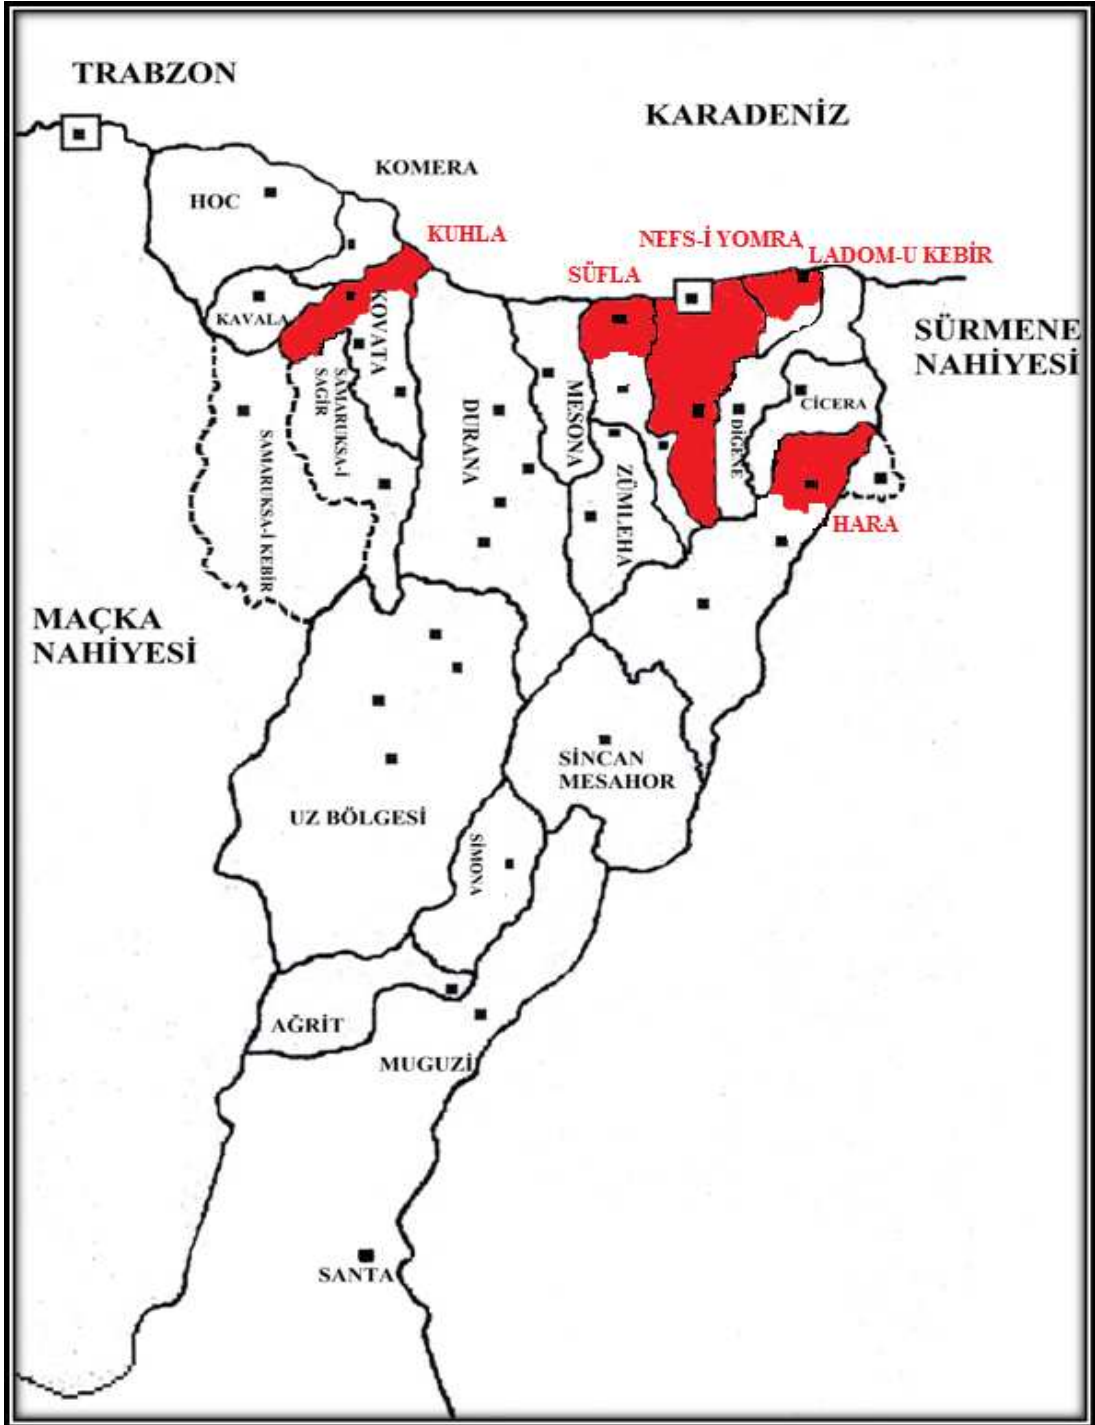 TRABZON
KARADENİZ
KOMERA
HOC
KUHLA
NEFS-İ YOMRA
LADOM-U KEBİR
SÜFLA
KAVALA
KOVATA
SÜRMENE
NAHİYESİ
SAMARUKSA-İ
SAGİR
MESONA
CİCERA
DURANA
DİGENE
SAMARUKSA-İ KEBİR
ZÜMLEHA
HARA
MAÇKA
NAHİYESİ
SİNCAN
MESAHOR
UZ BÖLGESİ
SİMONA
AĞRİT
MUGUZİ
SANTA